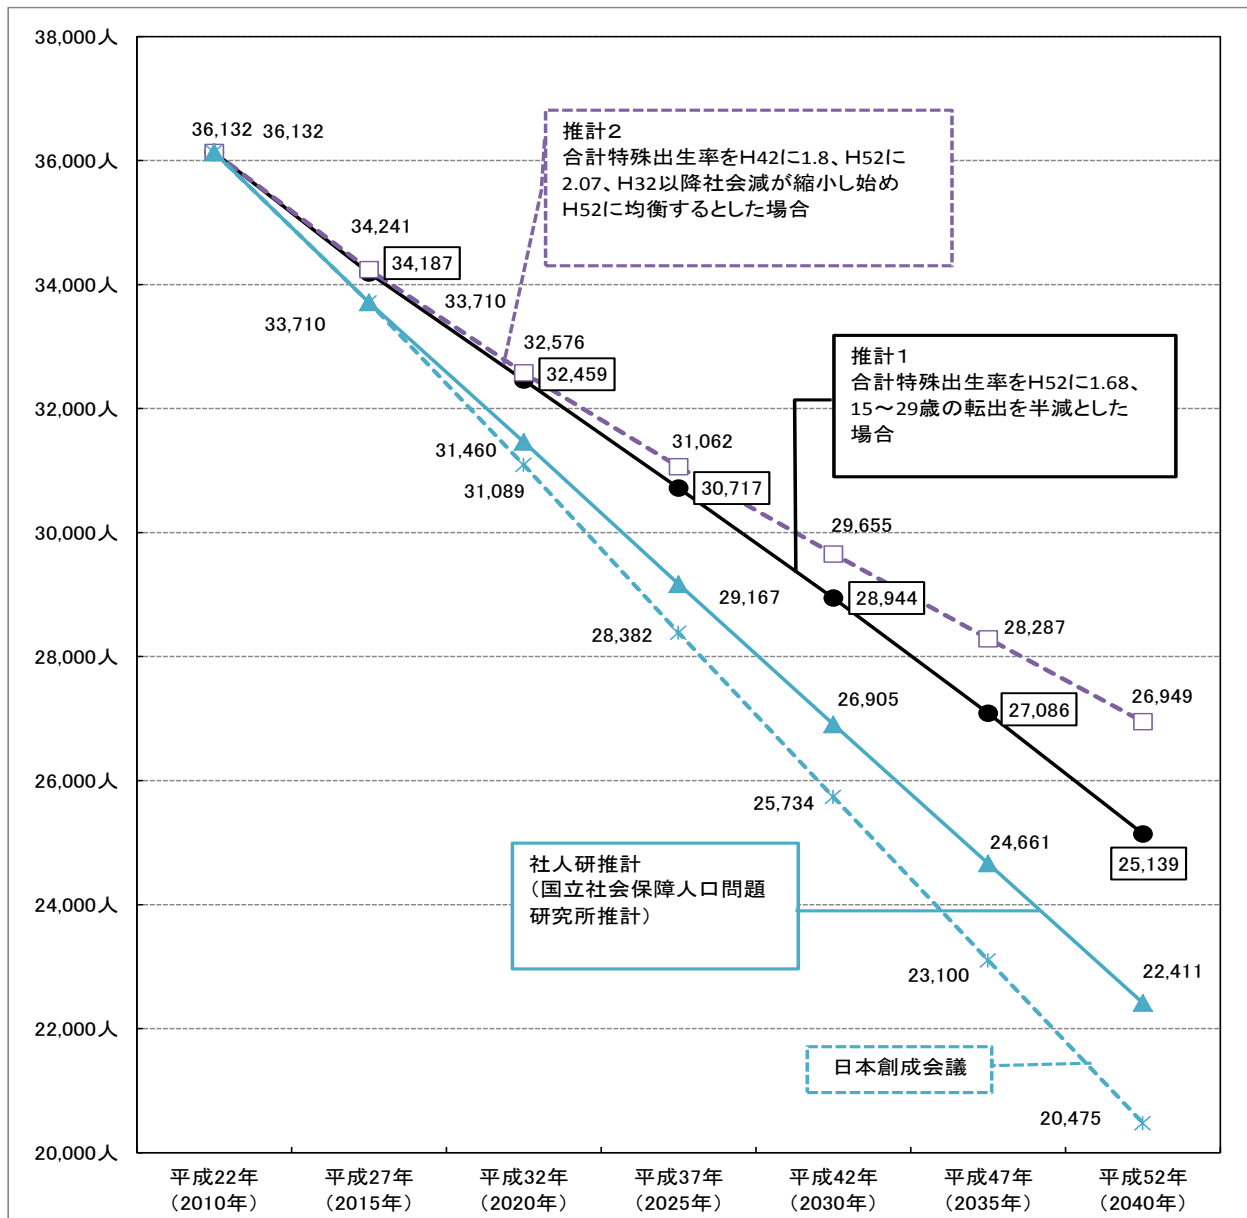 38,000人
36,000人
34,000人
32,000人
30,000人
28,000人
26,000人
24,000人
22,000人
20,000人
36,132 36,132
推計2
合計特殊出生率をH42に1.8、H52に
2.07、H32以降社会減が縮小し始め
H52に均衡するとした場合
34,241
34,187
33,710
33,710
32,576
32,459
推計1
合計特殊出生率をH52に1.68、
15～29歳の転出を半減とした
場合
31,460
31,089
31,062
30,717
29,655
28,944
29,167
28,382
28,287
27,086
26,949
26,905
25,734
25,139
24,661
社人研推計
（国立社会保障人口問題
研究所推計）
23,100
22,411
日本創成会議
20,475
平成22年
（2010年）
平成27年
（2015年）
平成32年
（2020年）
平成37年
（2025年）
平成42年
（2030年）
平成47年
（2035年）
平成52年
（2040年）